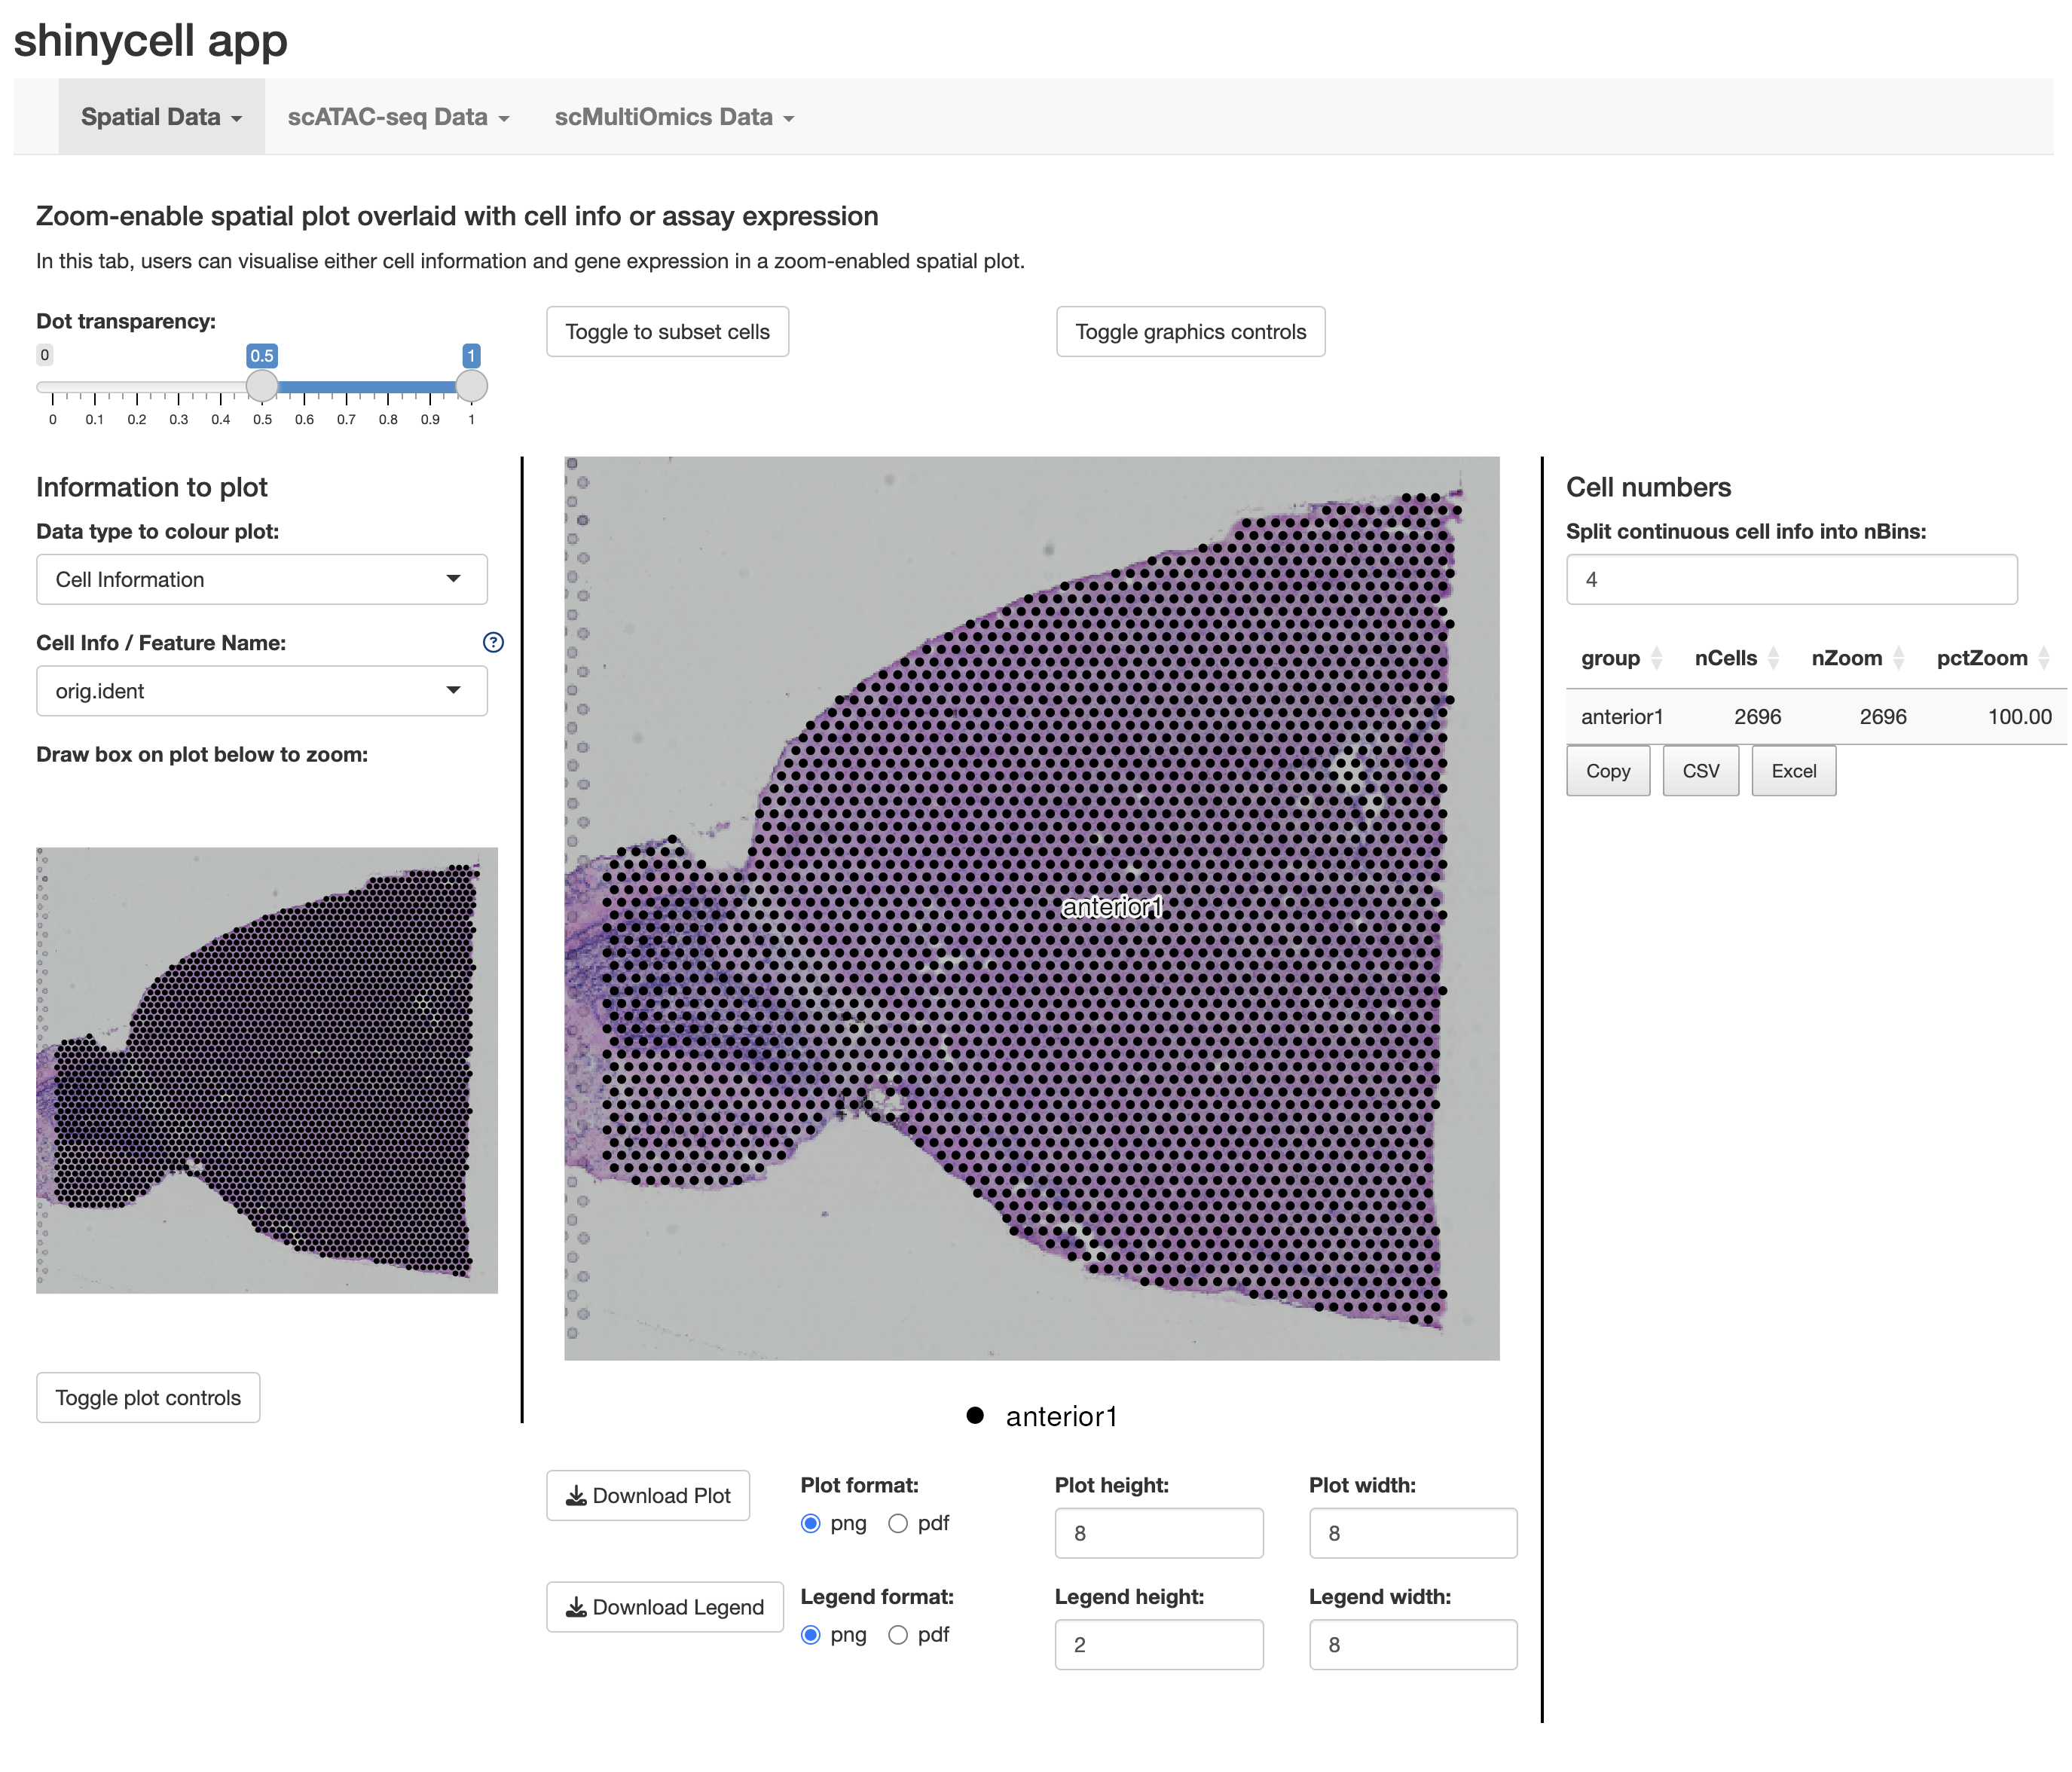 shinycell app
Spatial Data scATAC-seq Data scMultiOmics Data
Zoom-enable spatial plot overlaid with cell info or assay expression
In this tab, users can visualise either cell information and gene expression in a zoom-enabled spatial plot.
Dot transparency:
0 0.5 1
0 0.1 0.2 0.3 0.4 0.5 0.6 0.7 0.8 0.9 1
Toggle to subset cells
Toggle graphics controls
Information to plot
Data type to colour plot:
Cell Information
Cell Info / Feature Name: ?
orig.ident
Draw box on plot below to zoom:
Toggle plot controls
anterior1
anterior1
Download Plot
Plot format:
png pdf
Plot height:
8
Plot width:
8
Download Legend
Legend format:
png pdf
Legend height:
2
Legend width:
8
Cell numbers
Split continuous cell info into nBins:
4
group nCells nZoom pctZoom
anterior1 2696 2696 100.00
Copy CSV Excel